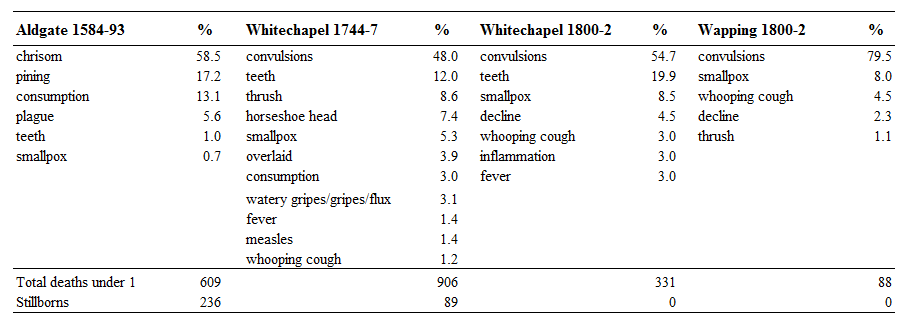 Aldgate 1584-93 % Whitechapel 1744-7 % Whitechapel 1800-2 % Wapping 1800-2 %
chrisom 58.5 convulsions 48.0 convulsions 54.7 convulsions 79.5
pining 17.2 teeth 12.0 teeth 19.9 smallpox 8.0
consumption 13.1 thrush 8.6 smallpox 8.5 whooping cough 4.5
plague 5.6 horseshoe head 7.4 decline 4.5 decline 2.3
teeth 1.0 smallpox 5.3 whooping cough 3.0 thrush 1.1
smallpox 0.7 overlaid 3.9 inflammation 3.0
consumption 3.0 fever 3.0
watery gripes/gripes/flux 3.1
fever 1.4
measles 1.4
whooping cough 1.2
Total deaths under 1 609 906 331 88
Stillborns 236 89 0 0